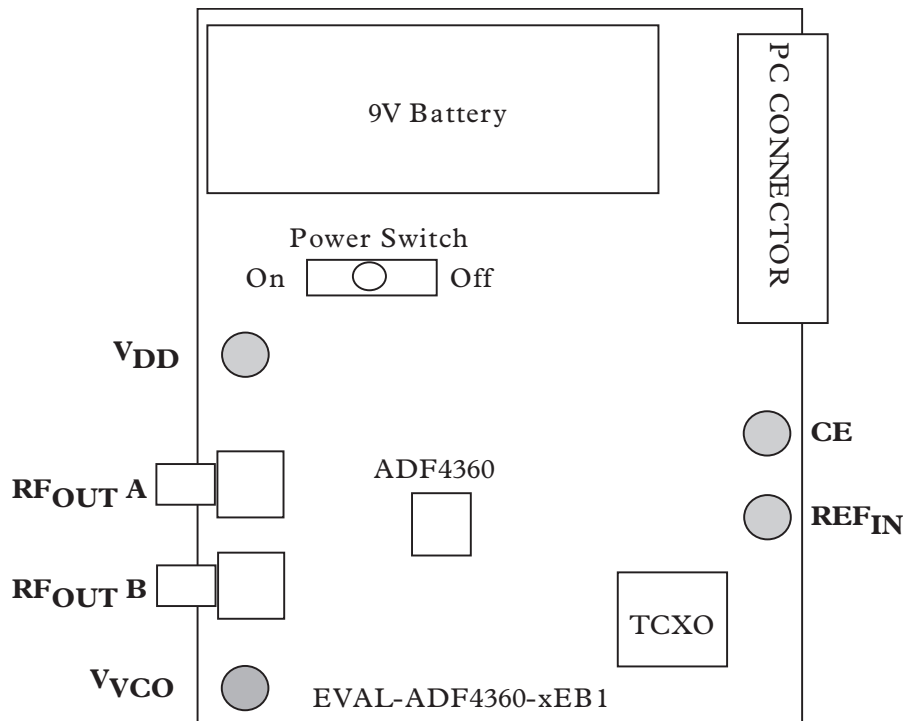 9V Battery
PC CONNECTOR
Power Switch
On Off
VDD
CE
ADF4360
RFOUT A
REFIN
RFOUT B
TCXO
VVCO
EVAL-ADF4360-xEB1